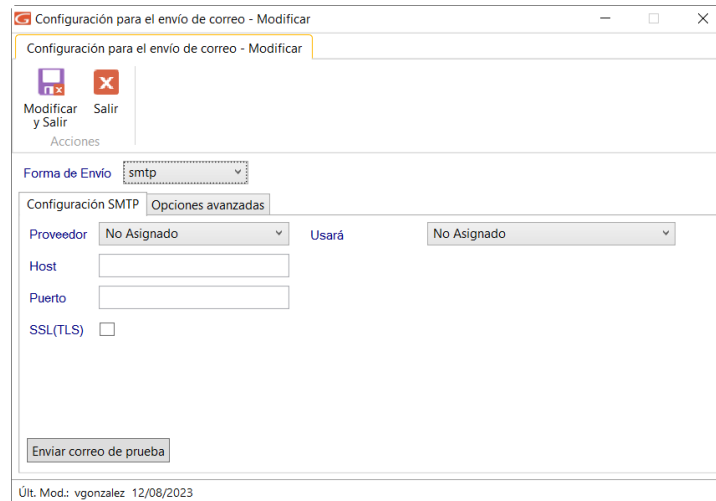 Configuración para el envío de correo - Modificar
Configuración para el envío de correo - Modificar
Modificar
y Salir
Salir
Acciones
Forma de Envío smtp
Configuración SMTP Opciones avanzadas
Proveedor No Asignado Usará No Asignado
Host
Puerto
SSL(TLS)
Enviar correo de prueba
Últ. Mod.: vgonzalez 12/08/2023